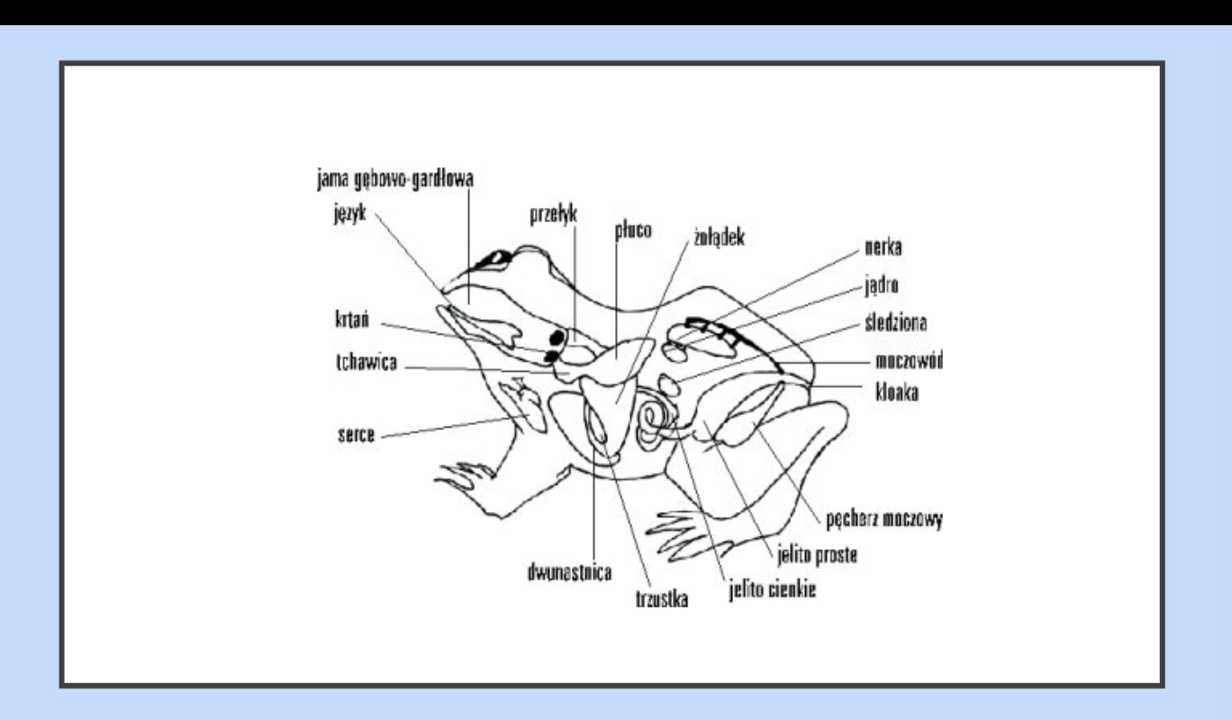 jama gębowo-gardłowa
język
przełyk
płuco
żołądek
nerka
jądro
krtań
śledziona
tchawica
moczowód
kloaka
serce
pęcherz moczowy
jelito proste
dwunastnica
jelito cienkie
trzustka